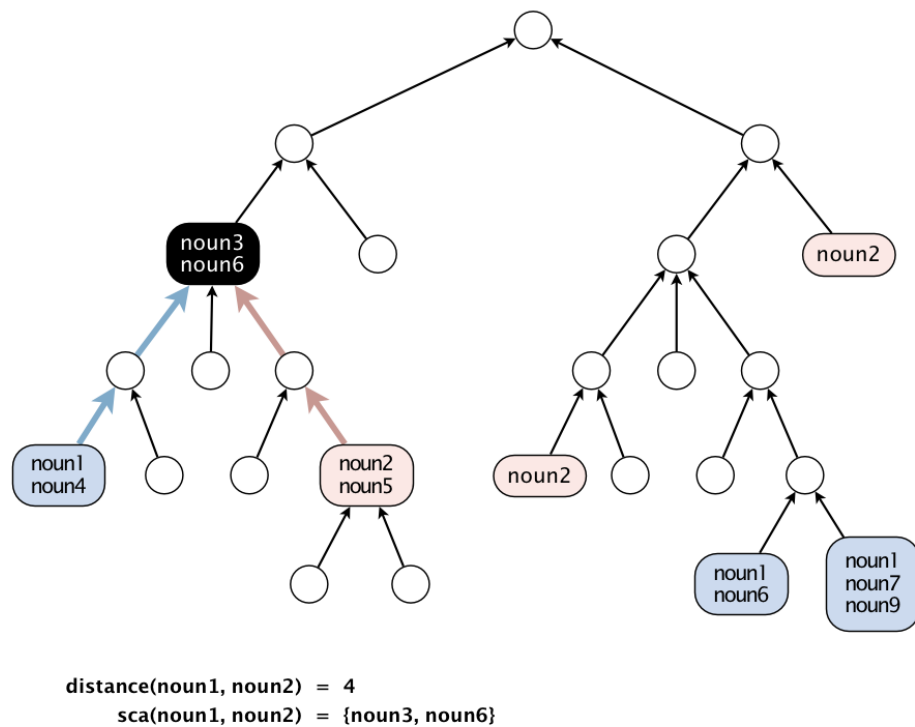 noun3
noun6
noun2
noun1
noun4
noun2
noun5
noun2
noun1
noun6
noun1
noun7
noun9
distance(noun1, noun2) = 4
sca(noun1, noun2) = {noun3, noun6}